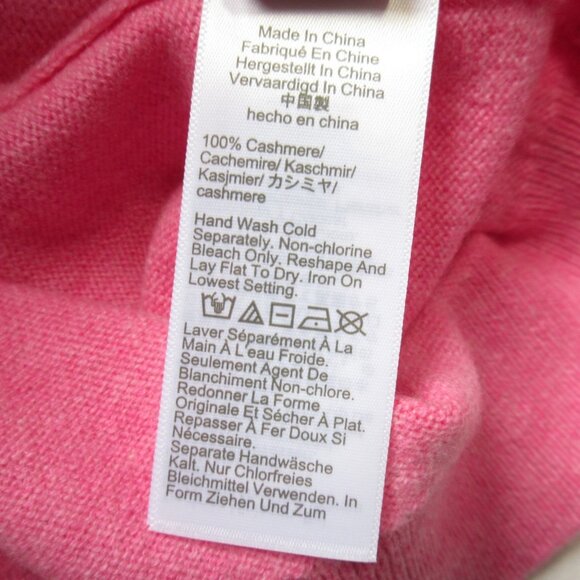 Made In China
Fabriqué En Chine
Hergestellt In China
Vervaardigd In China
中国製
hecho en china
100% Cashmere/
Cachemire/ Kaschmir/
Kasjmier/ カシミヤ/
cashmere
Hand Wash Cold
Separately. Non-chlorine
Bleach Only. Reshape And
Lay Flat To Dry. Iron On
Lowest Setting.
Laver Séparément À La
Main À L'eau Froide.
Seulement Agent De
Blanchiment Non-chlore.
Redonner La Forme
Originale Et Sécher À Plat.
Repasser À Fer Doux Si
Nécessaire.
Separate Handwäsche
Kalt. Nur Chlorfreies
Bleichmittel Verwenden. In
Form Ziehen Und Zum